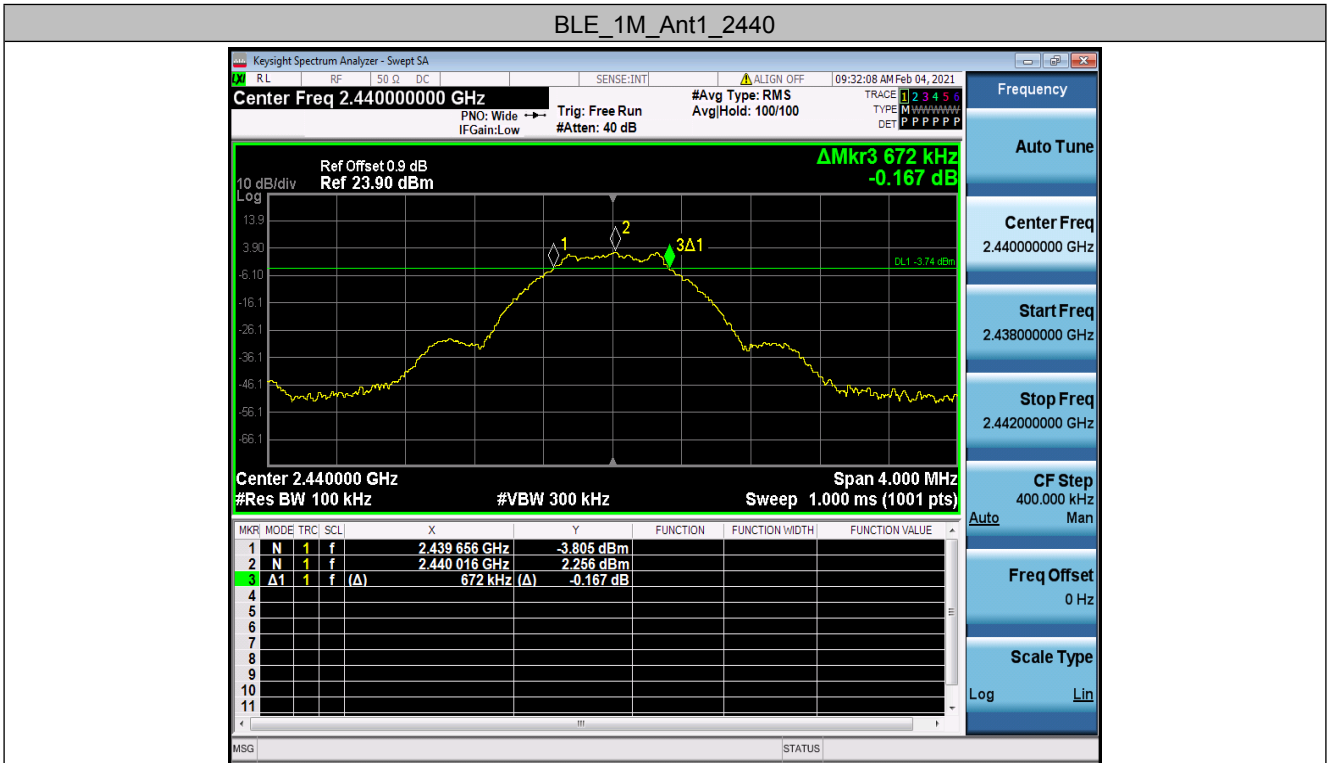 BLE_1M_Ant1_2440
Keysight Spectrum Analyzer - Swept SA
LXI RL RF 50 Ω DC SENSE:INT ALIGN OFF 09:32:08 AM Feb 04, 2021
Center Freq 2.440000000 GHz
PNO: Wide
IFGain:Low
Trig: Free Run
#Atten: 40 dB
#Avg Type: RMS
Avg|Hold: 100/100
TRACE 1 2 3 4 5 6
TYPE M WWWWW
DET P P P P P P
ΔMkr3 672 kHz
-0.167 dB
Ref Offset 0.9 dB
10 dB/div Ref 23.90 dBm
Log
13.9
3.90
-6.10
-16.1
-26.1
-36.1
-46.1
-56.1
-66.1
1
2
3Δ1
DL1 -3.74 dBm
Center 2.440000 GHz Span 4.000 MHz
#Res BW 100 kHz #VBW 300 kHz Sweep 1.000 ms (1001 pts)
MKR MODE TRC SCL X Y FUNCTION FUNCTION WIDTH FUNCTION VALUE
1 N 1 f 2.439 656 GHz -3.805 dBm
2 N 1 f 2.440 016 GHz 2.256 dBm
3 Δ1 1 f (Δ) 672 kHz (Δ) -0.167 dB
4
5
6
7
8
9
10
11
MSG STATUS
Frequency
Auto Tune
Center Freq
2.440000000 GHz
Start Freq
2.438000000 GHz
Stop Freq
2.442000000 GHz
CF Step
400.000 kHz
Auto Man
Freq Offset
0 Hz
Scale Type
Log Lin